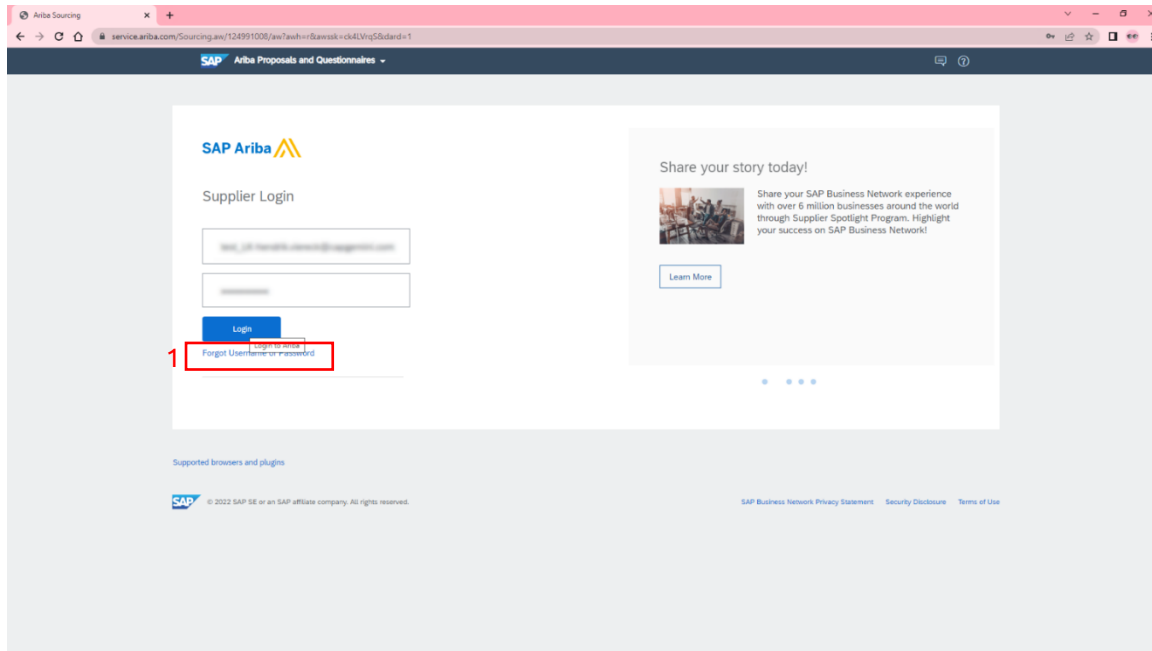 Ariba Sourcing
service.ariba.com/Sourcing.aw/124991008/aw?awh=r&awssk=ck4LVrqS&dard=1
SAP Ariba Proposals and Questionnaires
SAP Ariba
Supplier Login
Login
Login to Ariba
1
Forgot Username or Password
Share your story today!
Share your SAP Business Network experience
with over 6 million businesses around the world
through Supplier Spotlight Program. Highlight
your success on SAP Business Network!
Learn More
Supported browsers and plugins
SAP © 2022 SAP SE or an SAP affiliate company. All rights reserved.
SAP Business Network Privacy Statement Security Disclosure Terms of Use